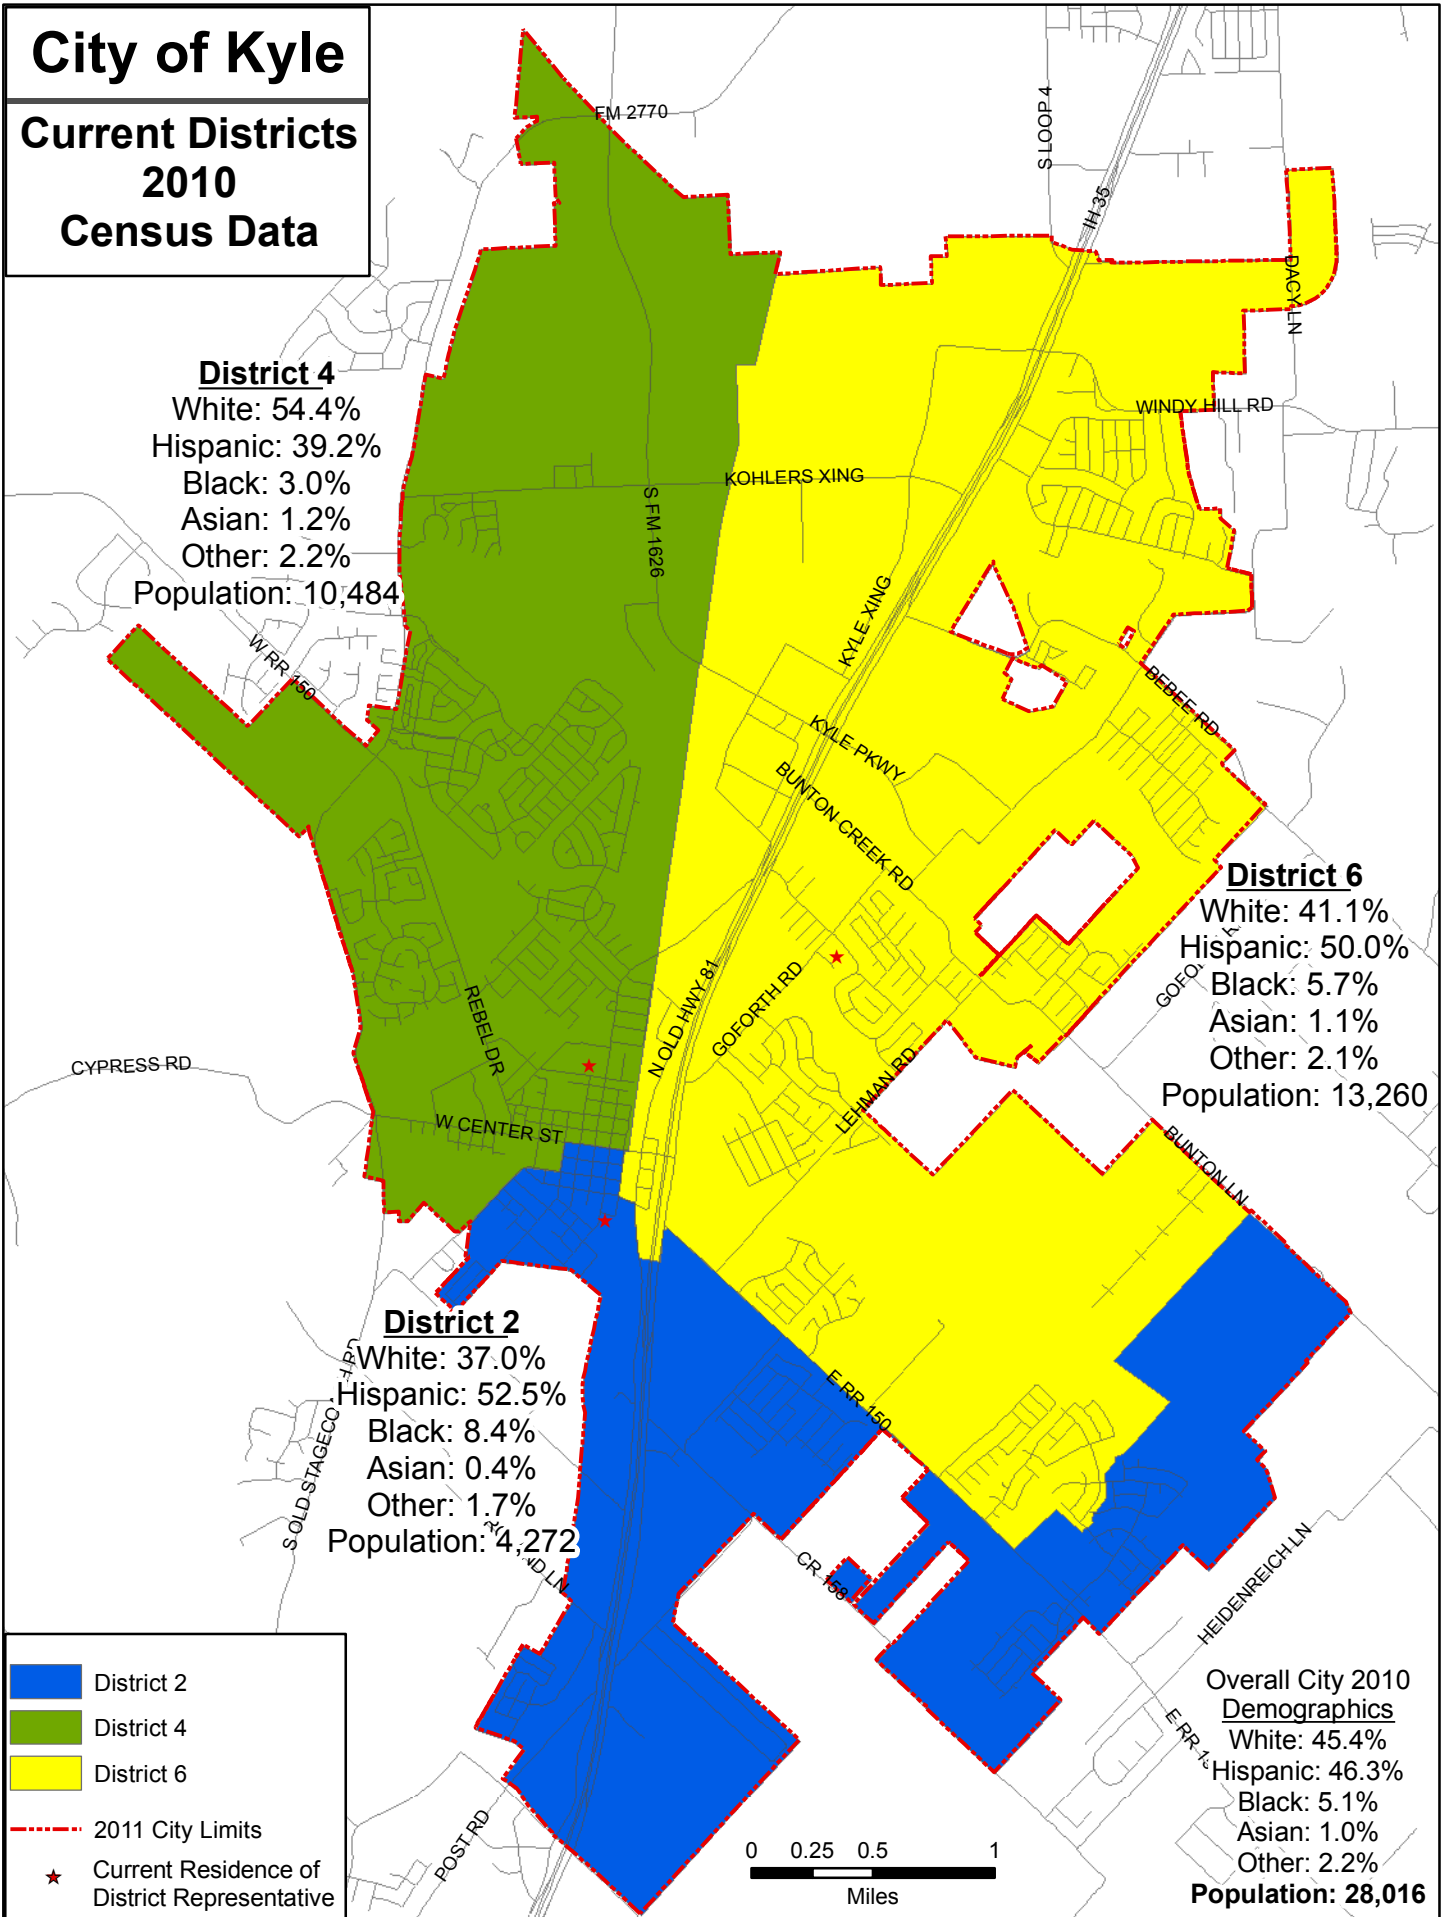 City of Kyle
Current Districts
2010
Census Data
FM 2770
S LOOP 4
IH 35
DACY LN
WINDY HILL RD
KOHLERS XING
S FM 1626
District 4
White: 54.4%
Hispanic: 39.2%
Black: 3.0%
Asian: 1.2%
Other: 2.2%
Population: 10,484
W RR 150
KYLE XING
BEBEE RD
KYLE PKWY
BUNTON CREEK RD
District 6
White: 41.1%
Hispanic: 50.0%
Black: 5.7%
Asian: 1.1%
Other: 2.1%
Population: 13,260
N OLD HWY 81
GOFORTH RD
REBEL DR
LEHMAN RD
CYPRESS RD
W CENTER ST
BUNTON LN
District 2
White: 37.0%
Hispanic: 52.5%
Black: 8.4%
Asian: 0.4%
Other: 1.7%
Population: 4,272
E RR 150
CR 158
HEIDENREICH LN
POST RD
District 2
District 4
District 6
2011 City Limits
Current Residence of
District Representative
0 0.25 0.5 1
Miles
Overall City 2010
Demographics
White: 45.4%
Hispanic: 46.3%
Black: 5.1%
Asian: 1.0%
Other: 2.2%
Population: 28,016